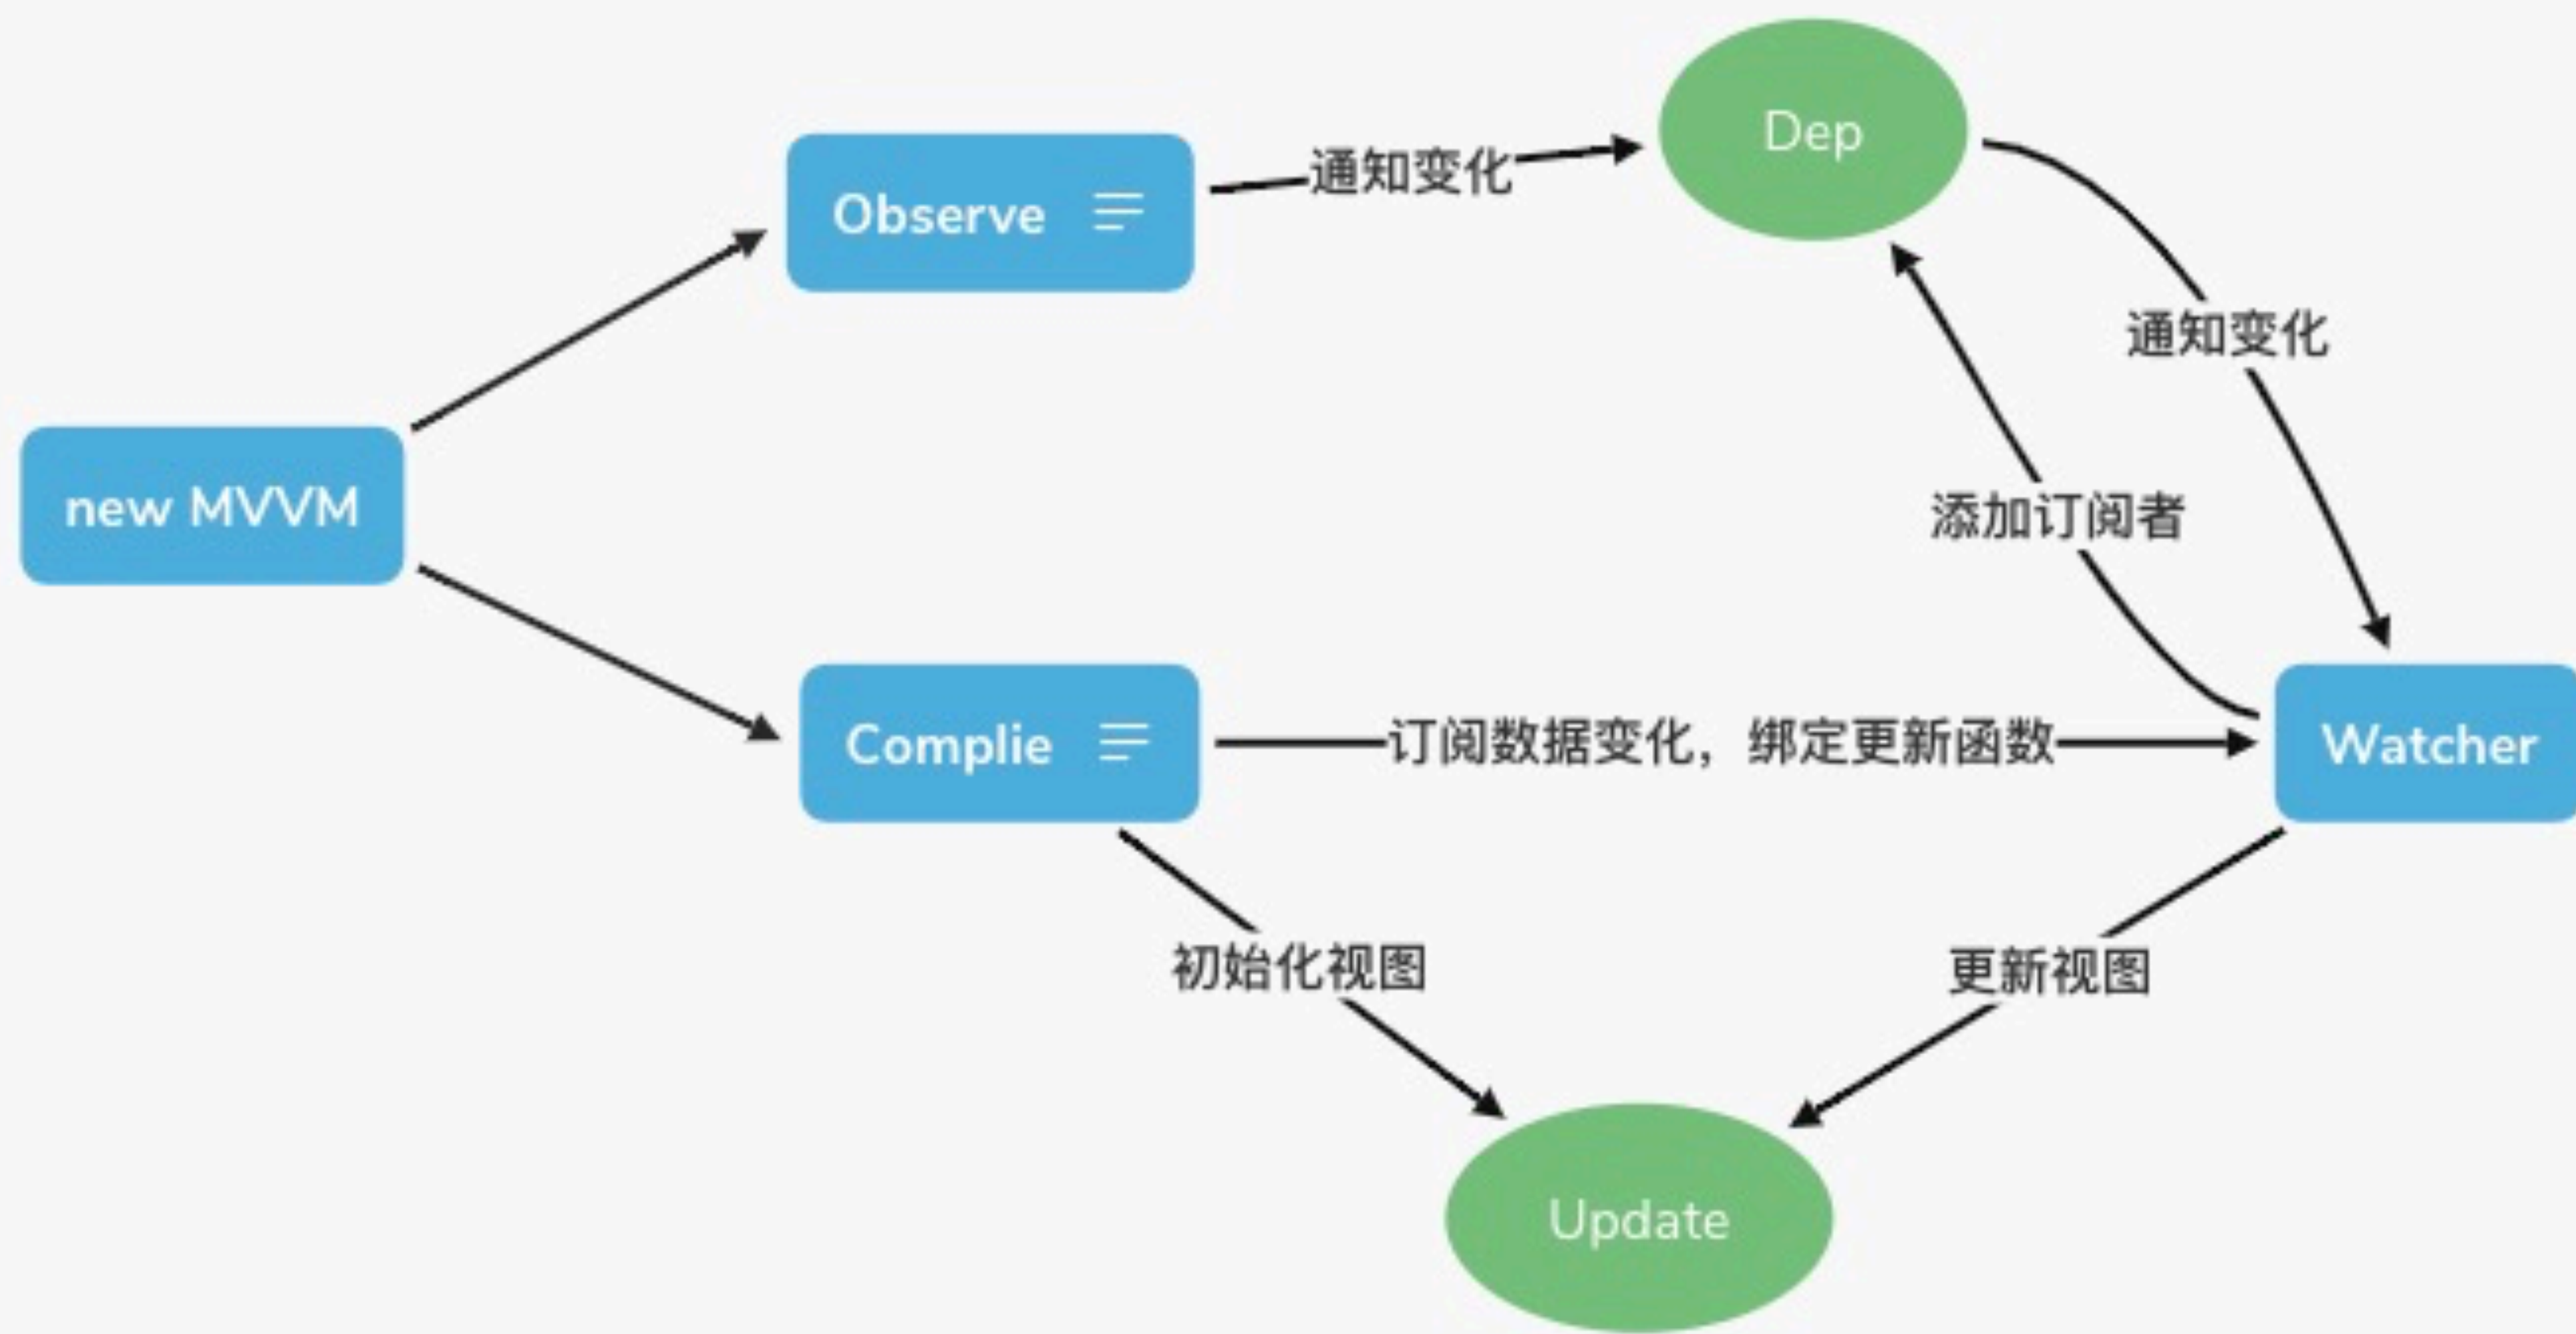 Dep
通知变化
Observe
通知变化
new MVVM
添加订阅者
Complie
订阅数据变化，绑定更新函数
Watcher
初始化视图
更新视图
Update